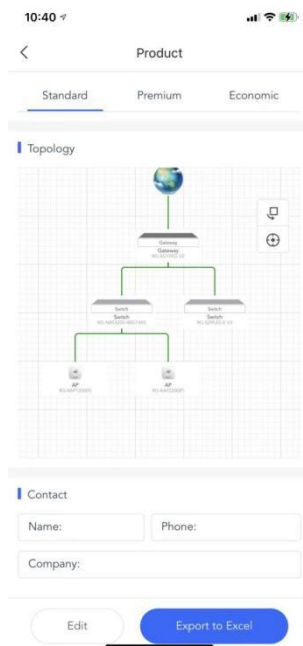 10:40
Product
Standard Premium Economic
Topology
Gateway
Gateway
Switch Switch
Switch Switch
AP AP
Contact
Name: Phone:
Company:
Edit Export to Excel